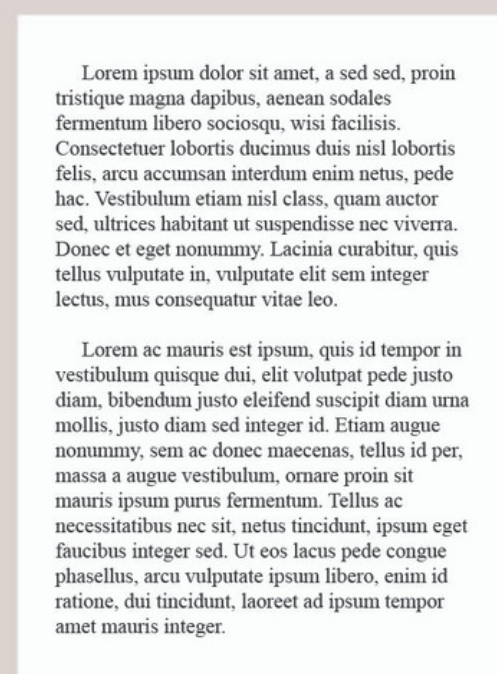 Lorem ipsum dolor sit amet, a sed sed, proin
tristique magna dapibus, aenean sodales
fermentum libero sociosqu, wisi facilisis.
Consectetuer lobortis ducimus duis nisl lobortis
felis, arcu accumsan interdum enim netus, pede
hac. Vestibulum etiam nisl class, quam auctor
sed, ultrices habitant ut suspendisse nec viverra.
Donec et eget nonummy. Lacinia curabitur, quis
tellus vulputate in, vulputate elit sem integer
lectus, mus consequatur vitae leo.
Lorem ac mauris est ipsum, quis id tempor in
vestibulum quisque dui, elit volutpat pede justo
diam, bibendum justo eleifend suscipit diam urna
mollis, justo diam sed integer id. Etiam augue
nonummy, sem ac donec maecenas, tellus id per,
massa a augue vestibulum, ornare proin sit
mauris ipsum purus fermentum. Tellus ac
necessitatibus nec sit, netus tincidunt, ipsum eget
faucibus integer sed. Ut eos lacus pede congue
phasellus, arcu vulputate ipsum libero, enim id
ratione, dui tincidunt, laoreet ad ipsum tempor
amet mauris integer.